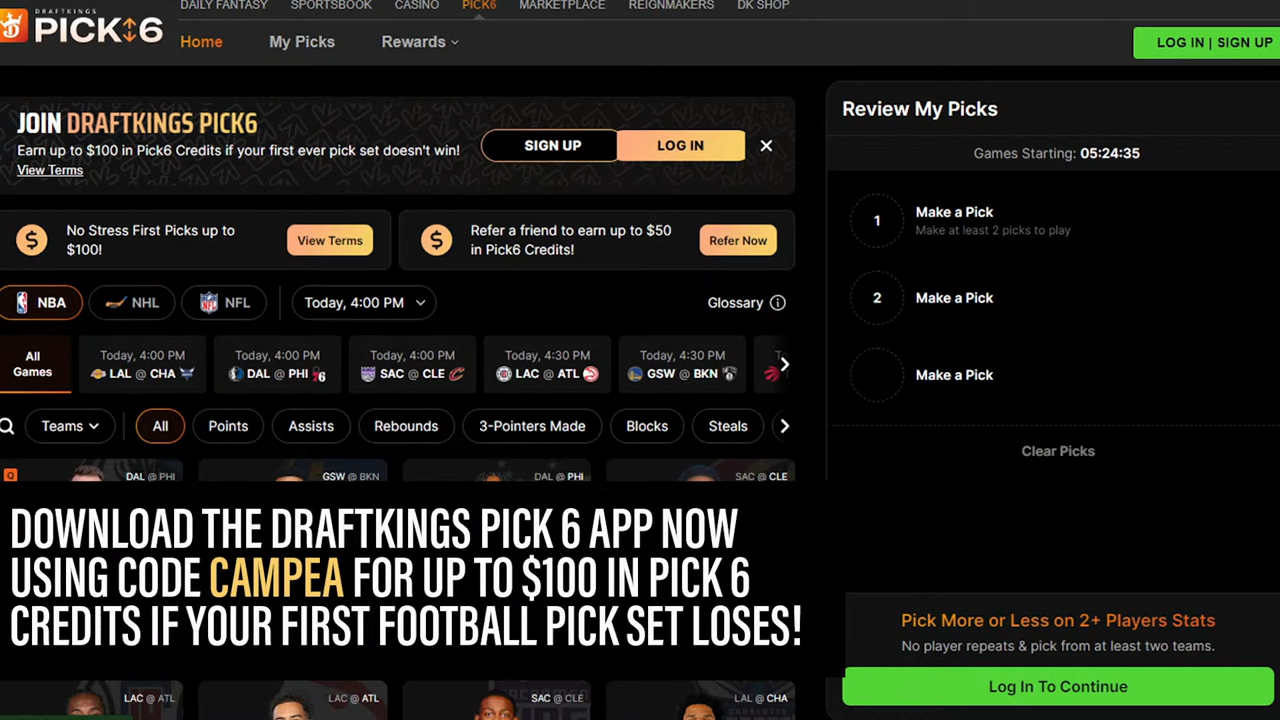 DRAFTKINGS
PICK6
DAILY FANTASY SPORTSBOOK CASINO PICK6 MARKETPLACE REIGNMAKERS DK SHOP
Home My Picks Rewards
LOG IN | SIGN UP
JOIN DRAFTKINGS PICK6
Earn up to $100 in Pick6 Credits if your first ever pick set doesn't win!
View Terms
SIGN UP
LOG IN
No Stress First Picks up to
$100!
View Terms
Refer a friend to earn up to $50
in Pick6 Credits!
Refer Now
NBA NHL NFL Today, 4:00 PM Glossary
All
Games
Today, 4:00 PM
LAL @ CHA
Today, 4:00 PM
DAL @ PHI
Today, 4:00 PM
SAC @ CLE
Today, 4:30 PM
LAC @ ATL
Today, 4:30 PM
GSW @ BKN
Teams All Points Assists Rebounds 3-Pointers Made Blocks Steals
Q DAL @ PHI GSW @ BKN DAL @ PHI SAC @ CLE
DOWNLOAD THE DRAFTKINGS PICK 6 APP NOW
USING CODE CAMPEA FOR UP TO $100 IN PICK 6
CREDITS IF YOUR FIRST FOOTBALL PICK SET LOSES!
LAC @ ATL LAC @ ATL SAC @ CLE LAL @ CHA
Review My Picks
Games Starting: 05:24:35
1 Make a Pick
Make at least 2 picks to play
2 Make a Pick
Make a Pick
Clear Picks
Pick More or Less on 2+ Players Stats
No player repeats & pick from at least two teams.
Log In To Continue